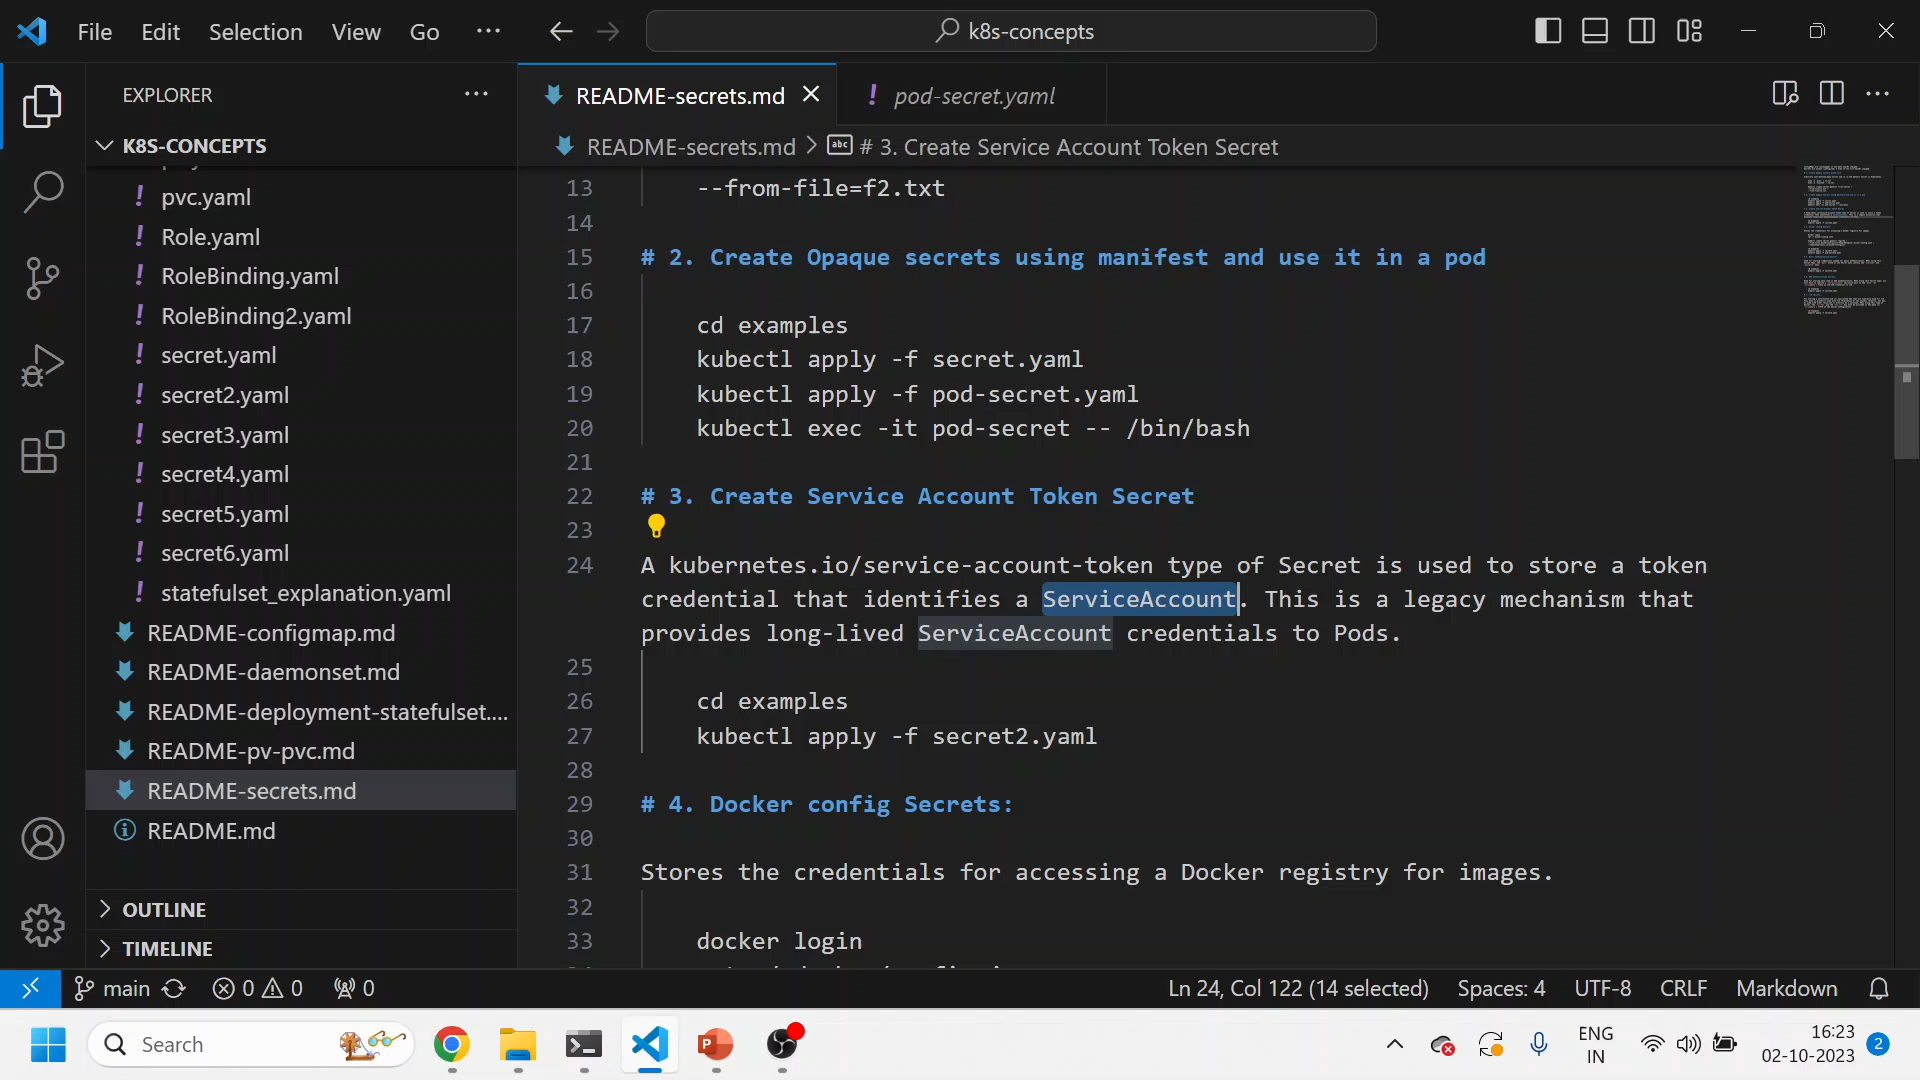 File Edit Selection View Go ···
k8s-concepts
EXPLORER
README-secrets.md
pod-secret.yaml
K8S-CONCEPTS
README-secrets.md > # 3. Create Service Account Token Secret
pvc.yaml
Role.yaml
RoleBinding.yaml
RoleBinding2.yaml
secret.yaml
secret2.yaml
secret3.yaml
secret4.yaml
secret5.yaml
secret6.yaml
statefulset_explanation.yaml
README-configmap.md
README-daemonset.md
README-deployment-statefulset....
README-pv-pvc.md
README-secrets.md
README.md
OUTLINE
TIMELINE
13 --from-file=f2.txt
14
15 # 2. Create Opaque secrets using manifest and use it in a pod
16
17 cd examples
18 kubectl apply -f secret.yaml
19 kubectl apply -f pod-secret.yaml
20 kubectl exec -it pod-secret -- /bin/bash
21
22 # 3. Create Service Account Token Secret
23
24 A kubernetes.io/service-account-token type of Secret is used to store a token
credential that identifies a ServiceAccount. This is a legacy mechanism that
provides long-lived ServiceAccount credentials to Pods.
25
26 cd examples
27 kubectl apply -f secret2.yaml
28
29 # 4. Docker config Secrets:
30
31 Stores the credentials for accessing a Docker registry for images.
32
33 docker login
main 0 0 0
Ln 24, Col 122 (14 selected) Spaces: 4 UTF-8 CRLF Markdown
Search
ENG
IN
16:23
02-10-2023
2